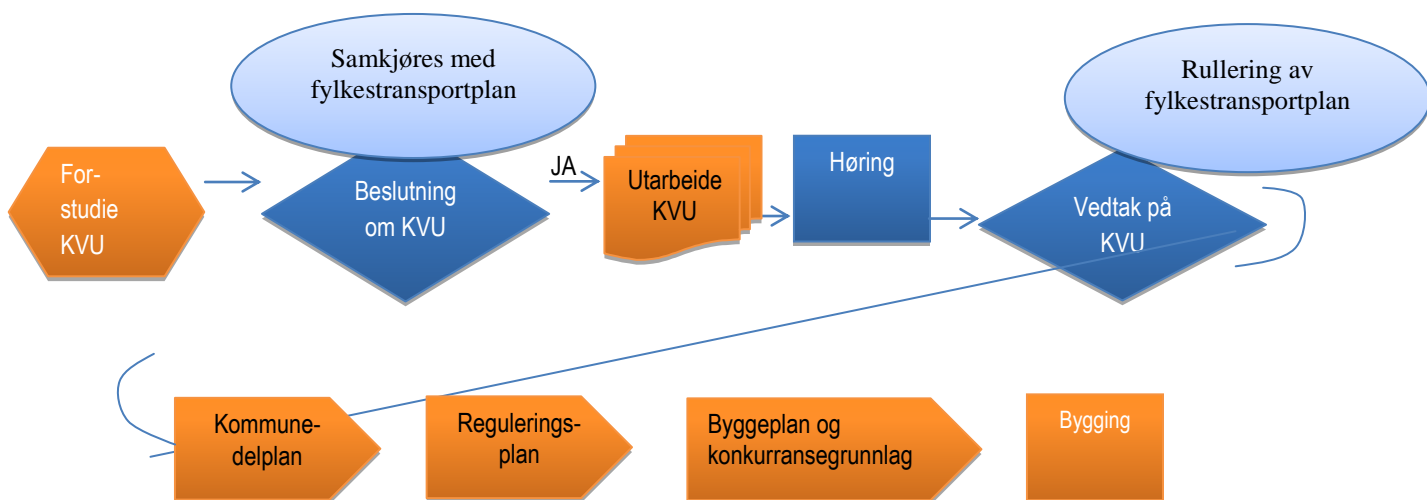 Samkjøres med
fylkestransportplan
Rullering av
fylkestransportplan
For-
studie
KVU
Beslutning
om KVU
JA
Utarbeide
KVU
Høring
Vedtak på
KVU
Kommune-
delplan
Regulerings-
plan
Byggeplan og
konkurransegrunnlag
Bygging